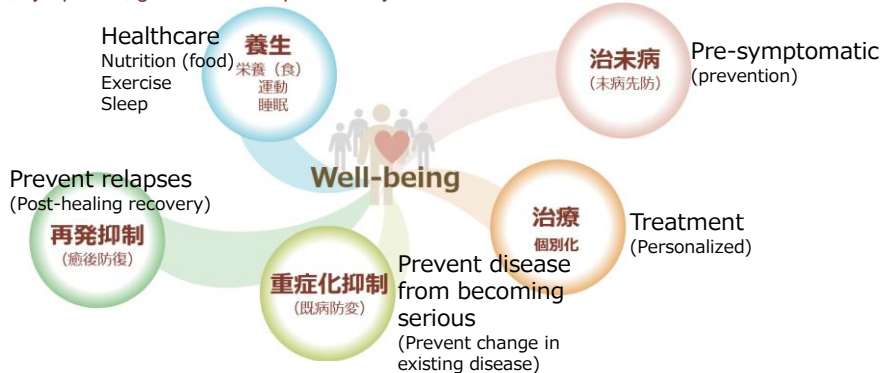 Healthcare
Nutrition (food)
Exercise
Sleep
養生
栄養（食）
運動
睡眠
治未病
（未病先防）
Pre-symptomatic
(prevention)
Well-being
Prevent relapses
(Post-healing recovery)
再発抑制
（癒後防復）
重症化抑制
（既病防変）
Prevent disease
from becoming
serious
(Prevent change in
existing disease)
治療
個別化
Treatment
(Personalized)